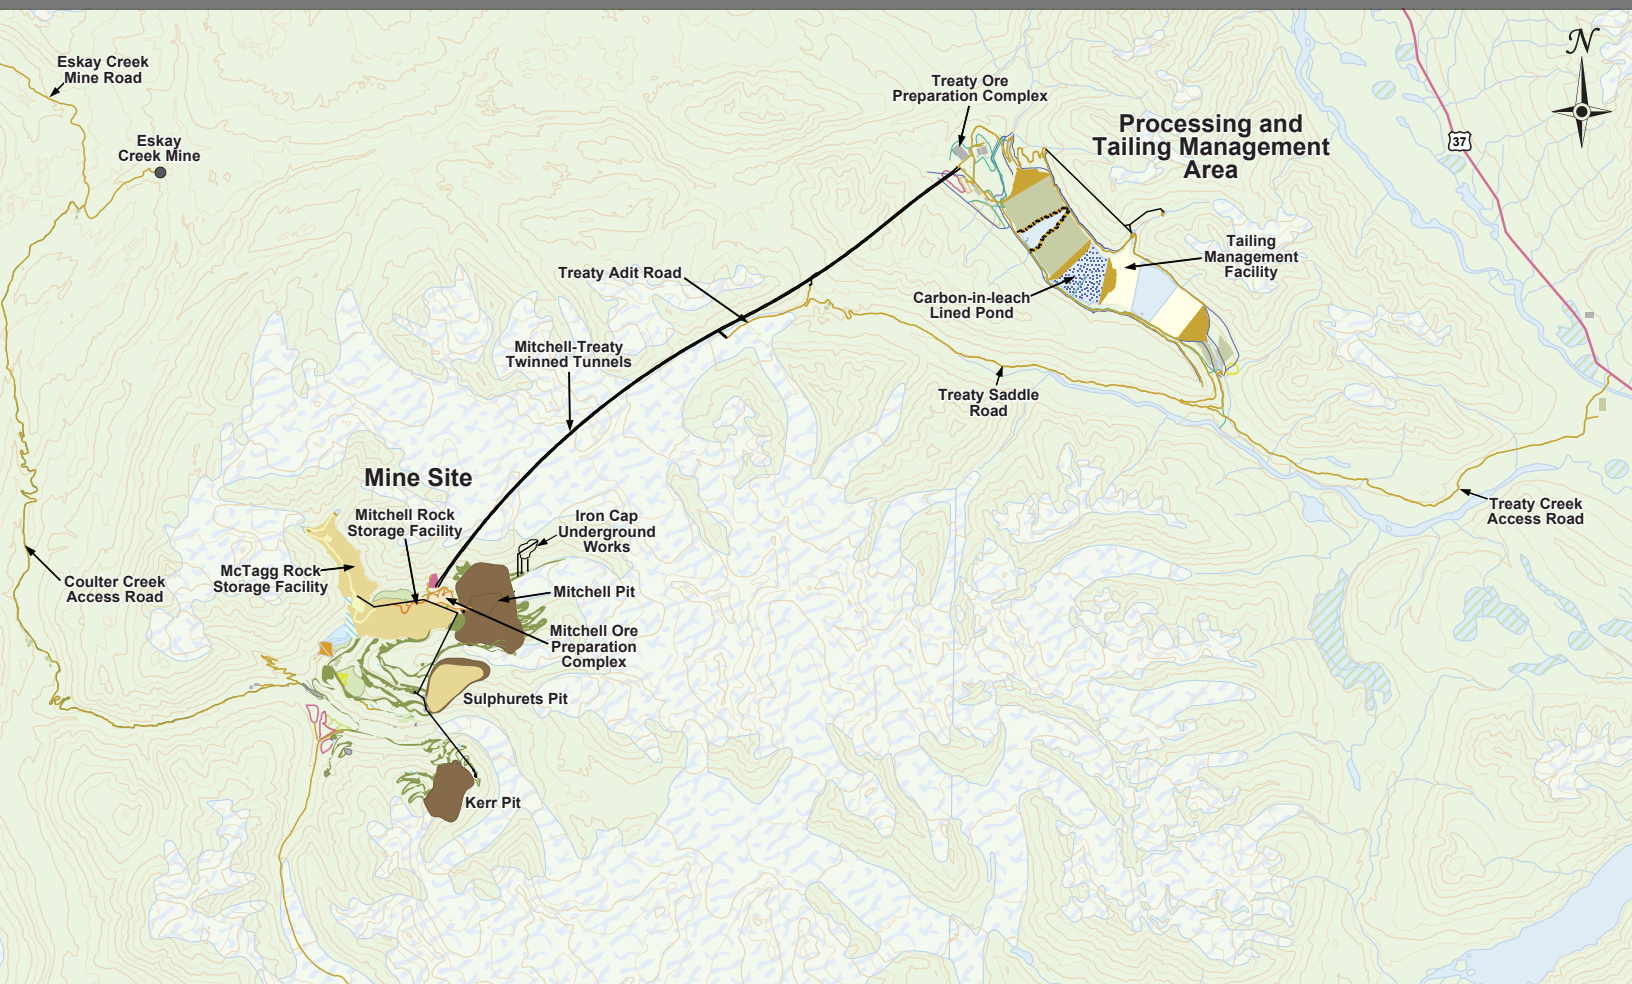 Eskay Creek
Mine Road
Eskay
Creek Mine
Treaty Ore
Preparation Complex
Processing and
Tailing Management
Area
N
37
Tailing
Management
Facility
Treaty Adit Road
Carbon-in-leach
Lined Pond
Mitchell-Treaty
Twinned Tunnels
Treaty Saddle
Road
Mine Site
Mitchell Rock
Storage Facility
Iron Cap
Underground
Works
Treaty Creek
Access Road
McTagg Rock
Storage Facility
Coulter Creek
Access Road
Mitchell Pit
Mitchell Ore
Preparation
Complex
Sulphurets Pit
Kerr Pit